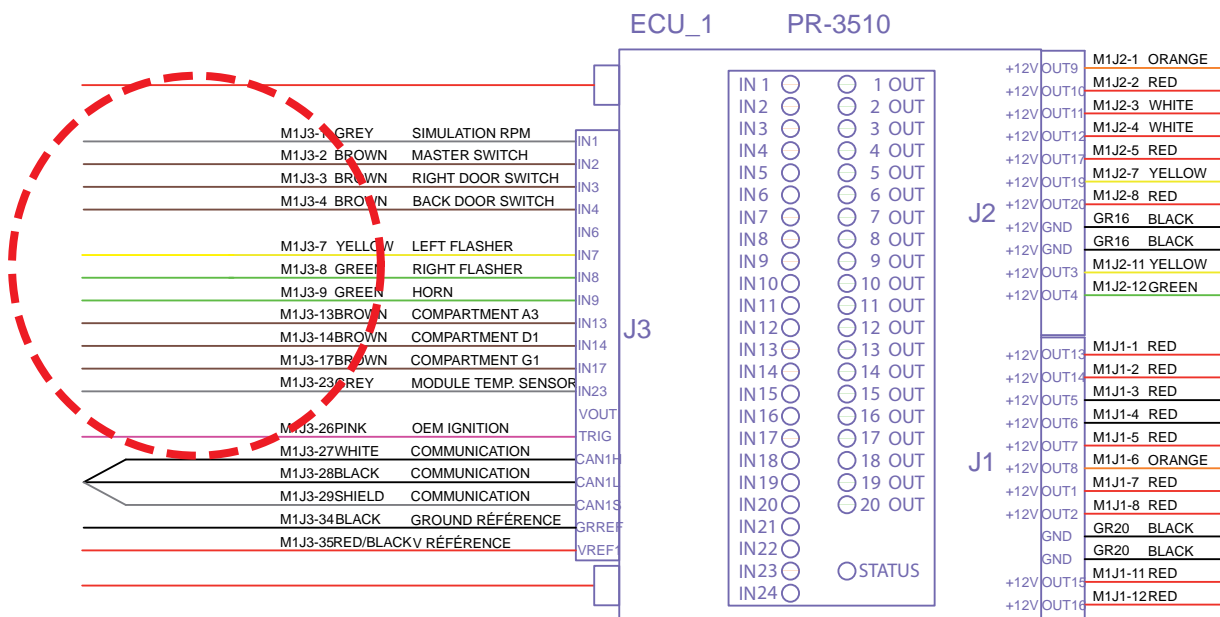 ECU_1 PR-3510
M1J3-1 GREY SIMULATION RPM IN1
M1J3-2 BROWN MASTER SWITCH IN2
M1J3-3 BROWN RIGHT DOOR SWITCH IN3
M1J3-4 BROWN BACK DOOR SWITCH IN4
IN6
M1J3-7 YELLOW LEFT FLASHER IN7
M1J3-8 GREEN RIGHT FLASHER IN8
M1J3-9 GREEN HORN IN9
M1J3-13BROWN COMPARTMENT A3 IN13
M1J3-14BROWN COMPARTMENT D1 IN14
M1J3-17BROWN COMPARTMENT G1 IN17
M1J3-23GREY MODULE TEMP. SENSOR IN23
VOUT
M1J3-26PINK OEM IGNITION TRIG
M1J3-27WHITE COMMUNICATION CAN1H
M1J3-28BLACK COMMUNICATION CAN1L
M1J3-29SHIELD COMMUNICATION CAN1S
M1J3-34BLACK GROUND RÉFÉRENCE GRREF
M1J3-35RED/BLACK V RÉFÉRENCE VREF1
J3
IN 1 1 OUT
IN2 2 OUT
IN3 3 OUT
IN4 4 OUT
IN5 5 OUT
IN6 6 OUT
IN7 7 OUT
IN8 8 OUT
IN9 9 OUT
IN10 10 OUT
IN11 11 OUT
IN12 12 OUT
IN13 13 OUT
IN14 14 OUT
IN15 15 OUT
IN16 16 OUT
IN17 17 OUT
IN18 18 OUT
IN19 19 OUT
IN20 20 OUT
IN21
IN22
IN23 STATUS
IN24
J2
+12V OUT9 M1J2-1 ORANGE
+12V OUT10 M1J2-2 RED
+12V OUT11 M1J2-3 WHITE
+12V OUT12 M1J2-4 WHITE
+12V OUT17 M1J2-5 RED
+12V OUT19 M1J2-7 YELLOW
+12V OUT20 M1J2-8 RED
+12V GND GR16 BLACK
+12V GND GR16 BLACK
+12V OUT3 M1J2-11 YELLOW
+12V OUT4 M1J2-12 GREEN
J1
+12V OUT13 M1J1-1 RED
+12V OUT14 M1J1-2 RED
+12V OUT5 M1J1-3 RED
+12V OUT6 M1J1-4 RED
+12V OUT7 M1J1-5 RED
+12V OUT8 M1J1-6 ORANGE
+12V OUT1 M1J1-7 RED
+12V OUT2 M1J1-8 RED
GND GR20 BLACK
GND GR20 BLACK
+12V OUT15 M1J1-11 RED
+12V OUT16 M1J1-12 RED